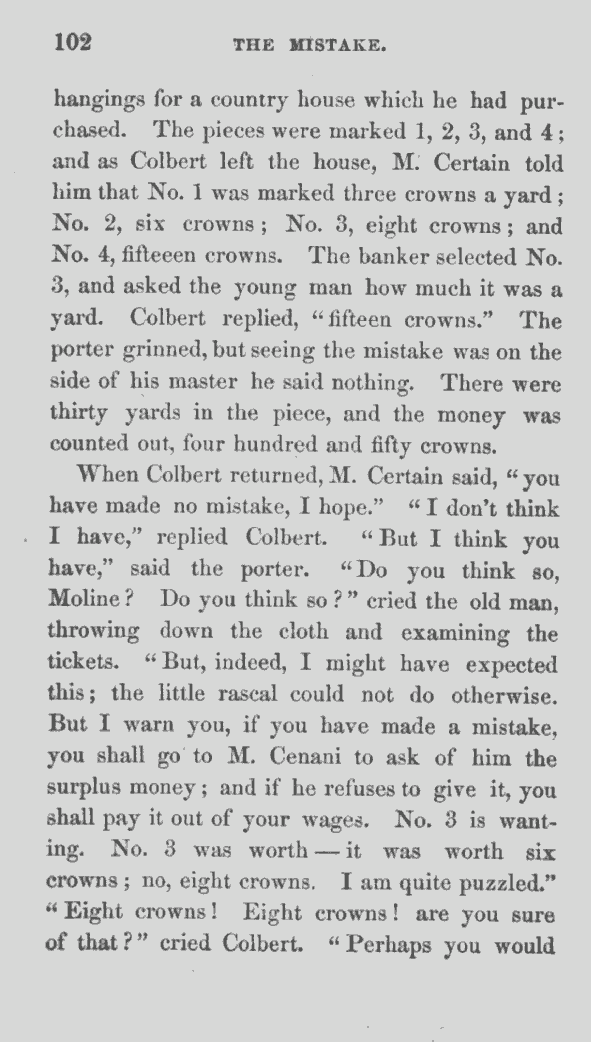 102 THE MISTAKE.
hangings for a country house which he had pur-
chased. The pieces were marked 1, 2, 3, and 4;
and as Colbert left the house, M. Certain told
him that No. 1 was marked three crowns a yard;
No. 2, six crowns; No. 3, eight crowns; and
No. 4, fifteeen crowns. The banker selected No.
3, and asked the young man how much it was a
yard. Colbert replied, "fifteen crowns." The
porter grinned, but seeing the mistake was on the
side of his master he said nothing. There were
thirty yards in the piece, and the money was
counted out, four hundred and fifty crowns.
When Colbert returned, M. Certain said, "you
have made no mistake, I hope." "I don't think
I have," replied Colbert. "But I think you
have," said the porter. "Do you think so,
Moline? Do you think so?" cried the old man,
throwing down the cloth and examining the
tickets. "But, indeed, I might have expected
this; the little rascal could not do otherwise.
But I warn you, if you have made a mistake,
you shall go to M. Cenani to ask of him the
surplus money; and if he refuses to give it, you
shall pay it out of your wages. No. 3 is want-
ing. No. 3 was worth — it was worth six
crowns; no, eight crowns. I am quite puzzled."
"Eight crowns! Eight crowns! are you sure
of that?" cried Colbert. "Perhaps you would